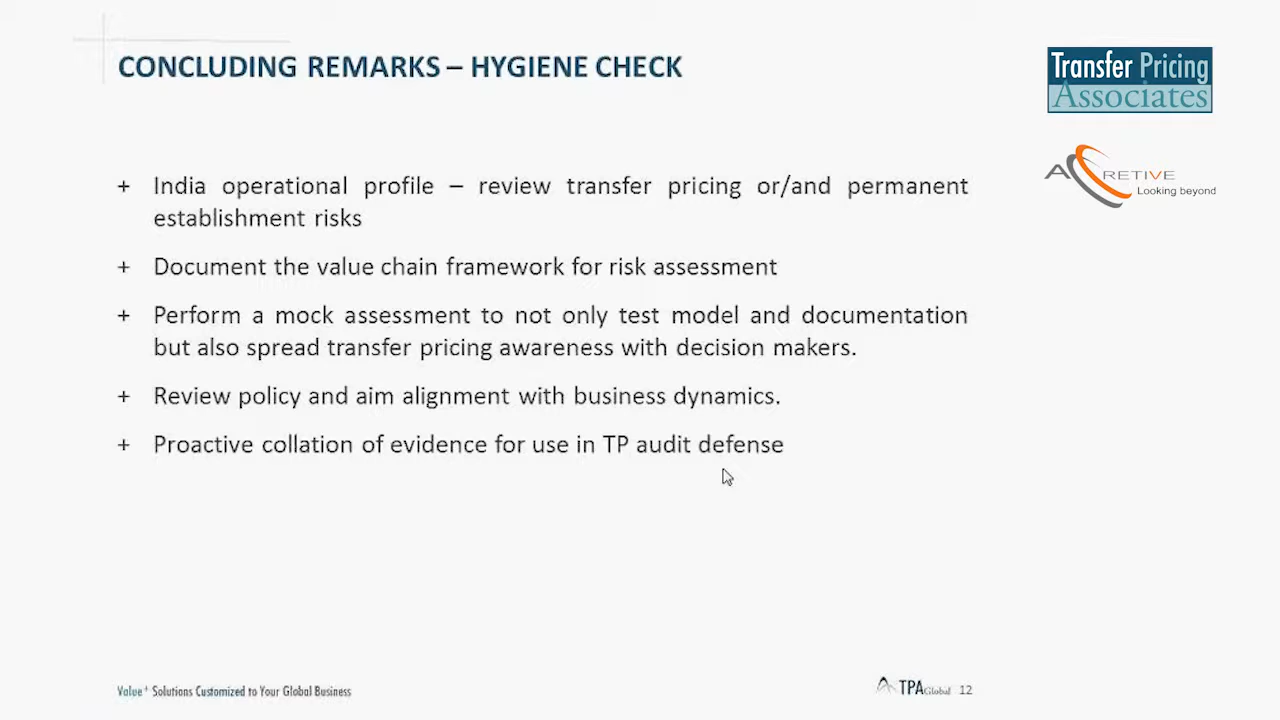 CONCLUDING REMARKS – HYGIENE CHECK
Transfer Pricing
Associates
ACCRETIVE
Looking beyond
+ India operational profile – review transfer pricing or/and permanent
establishment risks
+ Document the value chain framework for risk assessment
+ Perform a mock assessment to not only test model and documentation
but also spread transfer pricing awareness with decision makers.
+ Review policy and aim alignment with business dynamics.
+ Proactive collation of evidence for use in TP audit defense
Value+ Solutions Customized to Your Global Business
TPA Global 12